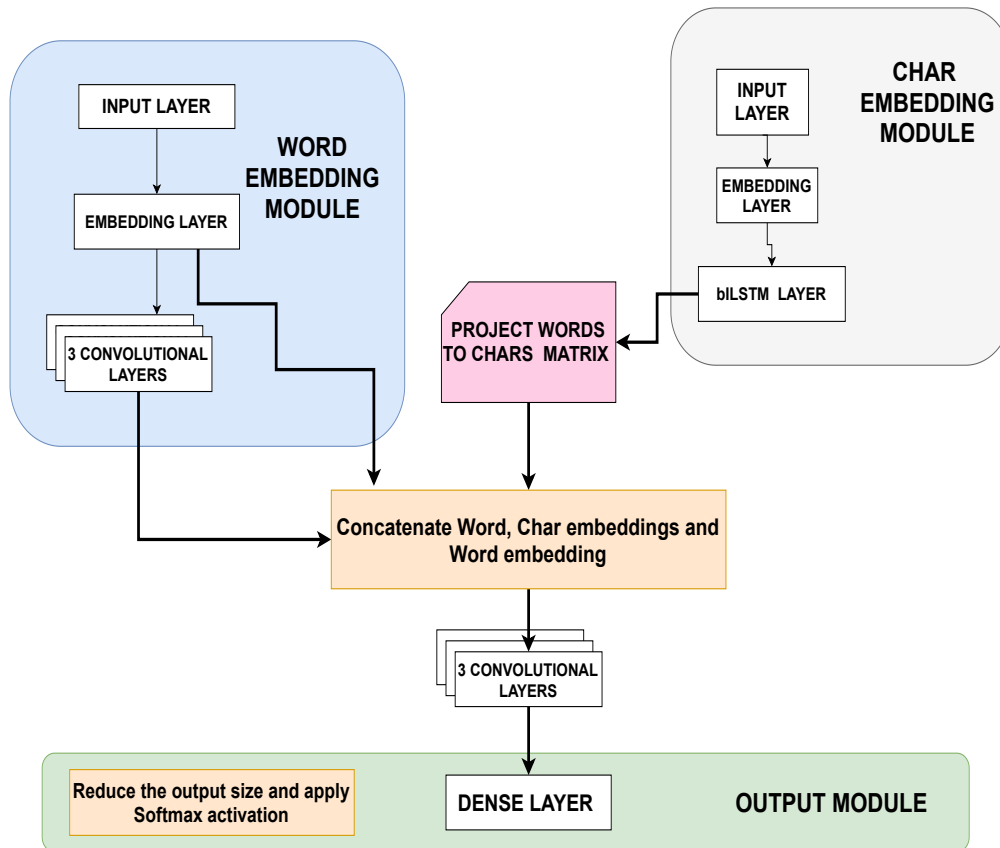 INPUT LAYER
WORD
EMBEDDING
MODULE
EMBEDDING LAYER
3 CONVOLUTIONAL
LAYERS
CHAR
EMBEDDING
MODULE
INPUT
LAYER
EMBEDDING
LAYER
bILSTM LAYER
PROJECT WORDS
TO CHARS MATRIX
Concatenate Word, Char embeddings and
Word embedding
3 CONVOLUTIONAL
LAYERS
Reduce the output size and apply
Softmax activation
DENSE LAYER
OUTPUT MODULE